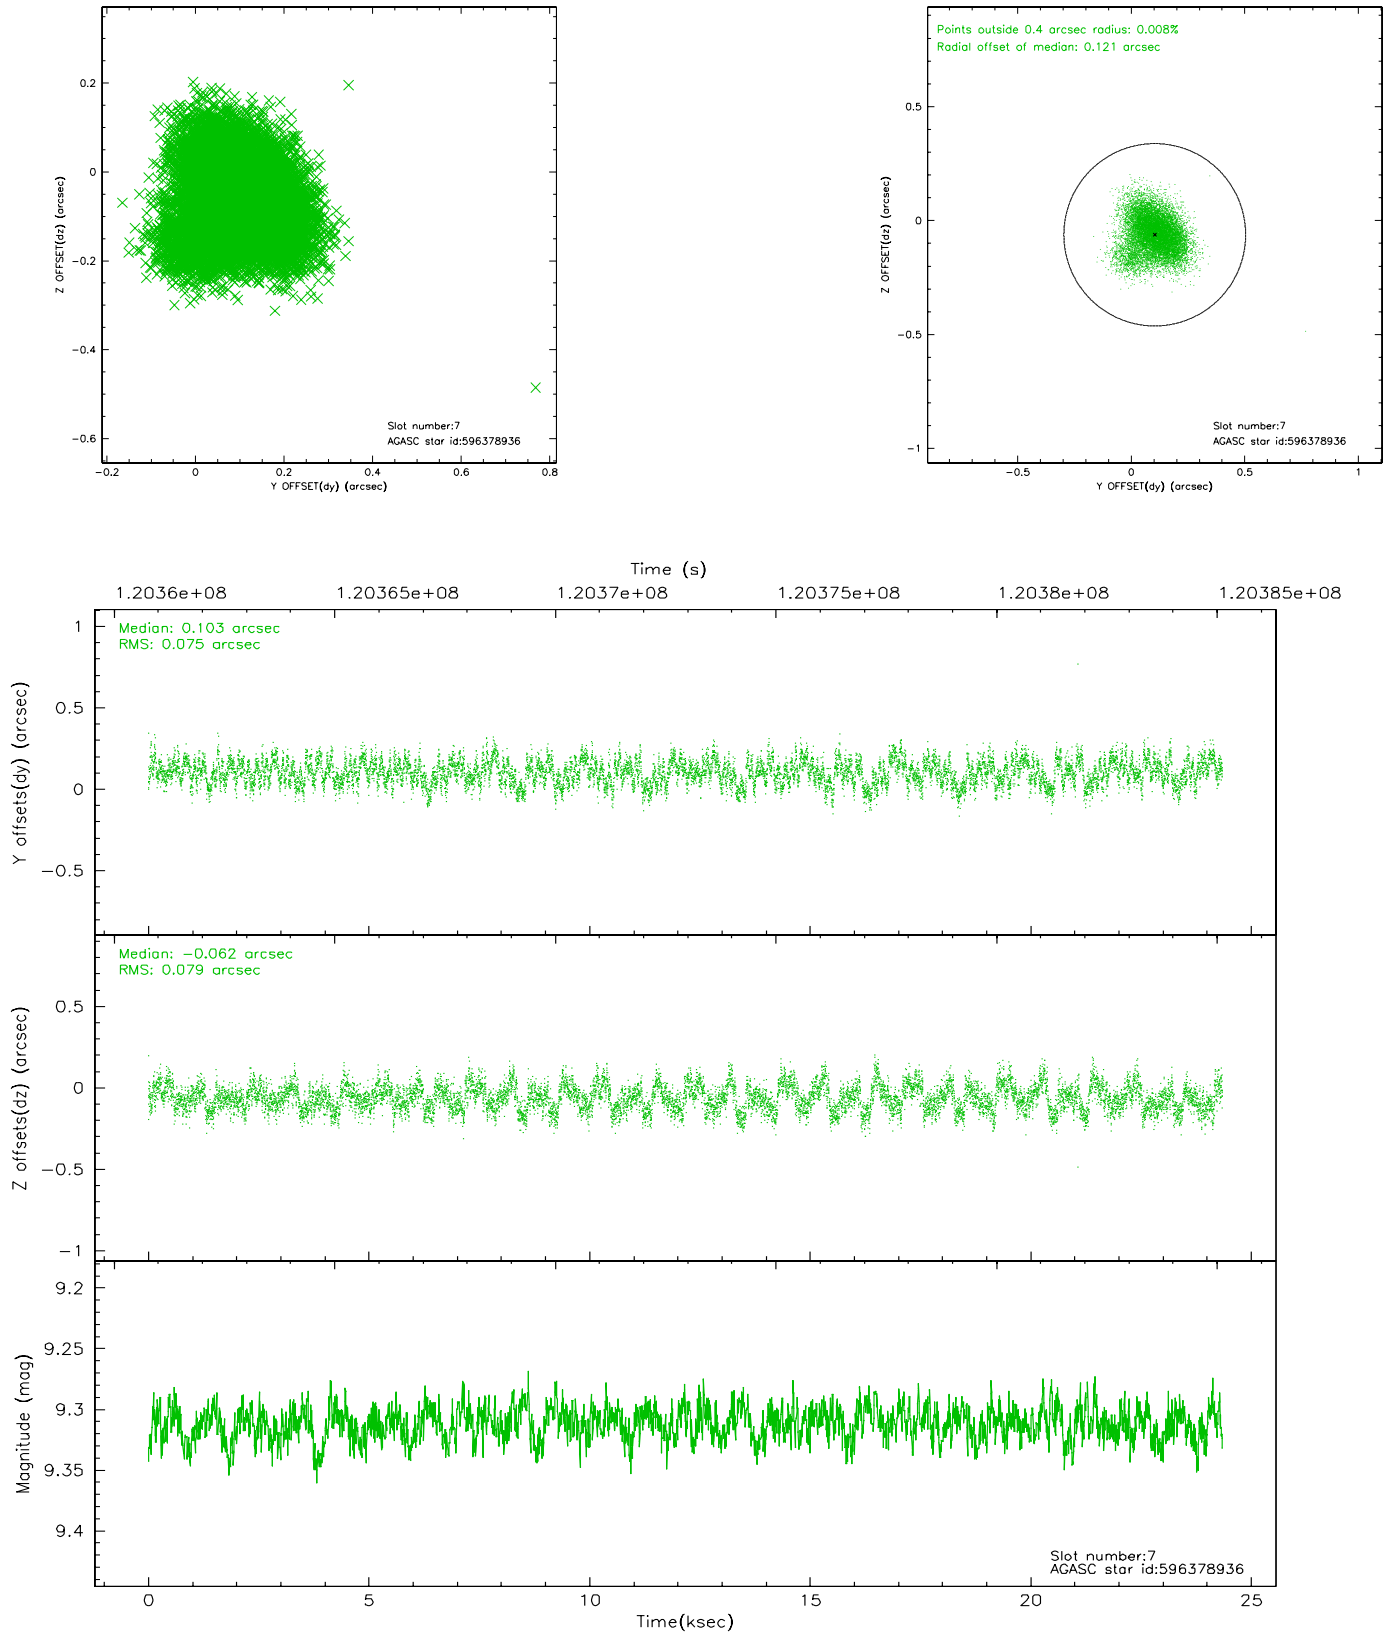 0.2
0
−0.2
−0.4
−0.6
Z OFFSET(dz) (arcsec)
Slot number:7
AGASC star id:596378936
−0.2 0 0.2 0.4 0.6 0.8
Y OFFSET(dy) (arcsec)
Points outside 0.4 arcsec radius: 0.008%
Radial offset of median: 0.121 arcsec
0.5
0
−0.5
−1
Z OFFSET(dz) (arcsec)
Slot number:7
AGASC star id:596378936
−0.5 0 0.5 1
Y OFFSET(dy) (arcsec)
Time (s)
1.2036e+08 1.20365e+08 1.2037e+08 1.20375e+08 1.2038e+08 1.20385e+08
Median: 0.103 arcsec
RMS: 0.075 arcsec
1
0.5
0
−0.5
Y offsets(dy) (arcsec)
Median: −0.062 arcsec
RMS: 0.079 arcsec
0.5
0
−0.5
−1
Z offsets(dz) (arcsec)
9.2
9.25
9.3
9.35
9.4
Magnitude (mag)
Slot number:7
AGASC star id:596378936
0 5 10 15 20 25
Time(ksec)